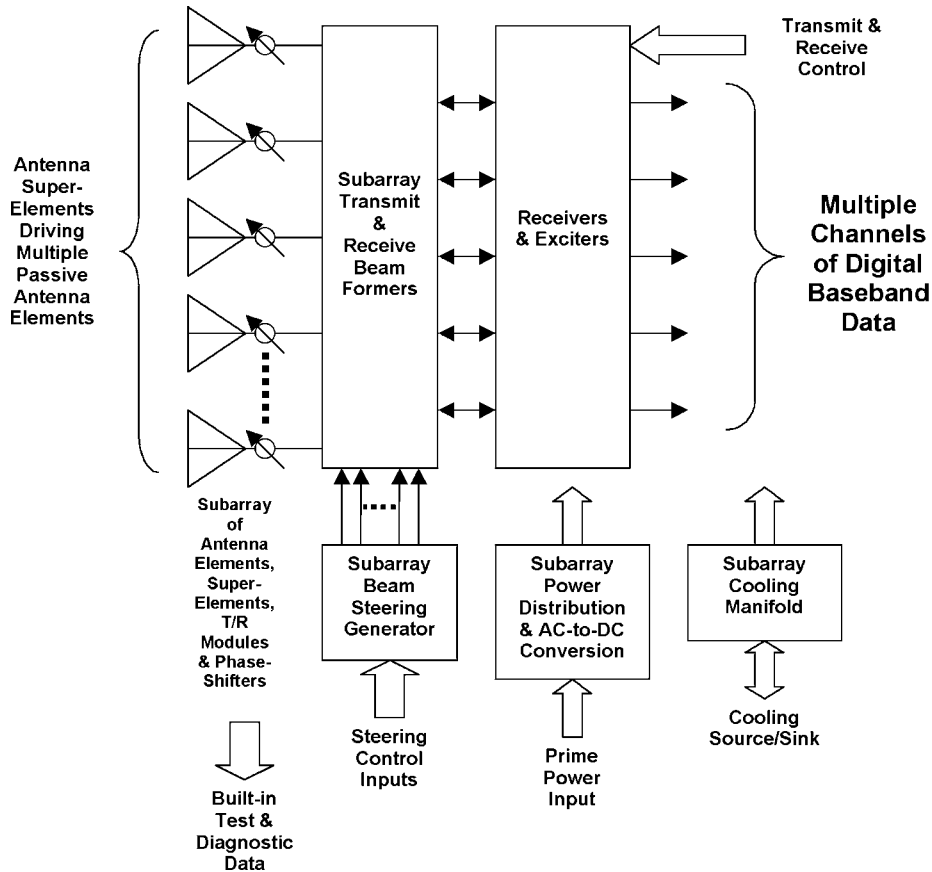 Transmit &
Receive
Control
Antenna
Super-
Elements
Driving
Multiple
Passive
Antenna
Elements
Subarray
Transmit
&
Receive
Beam
Formers
Receivers
& Exciters
Multiple
Channels
of Digital
Baseband
Data
Subarray
of
Antenna
Elements,
Super-
Elements,
T/R
Modules
& Phase-
Shifters
Subarray
Beam
Steering
Generator
Subarray
Power
Distribution
& AC-to-DC
Conversion
Subarray
Cooling
Manifold
Steering
Control
Inputs
Prime
Power
Input
Cooling
Source/Sink
Built-in
Test &
Diagnostic
Data